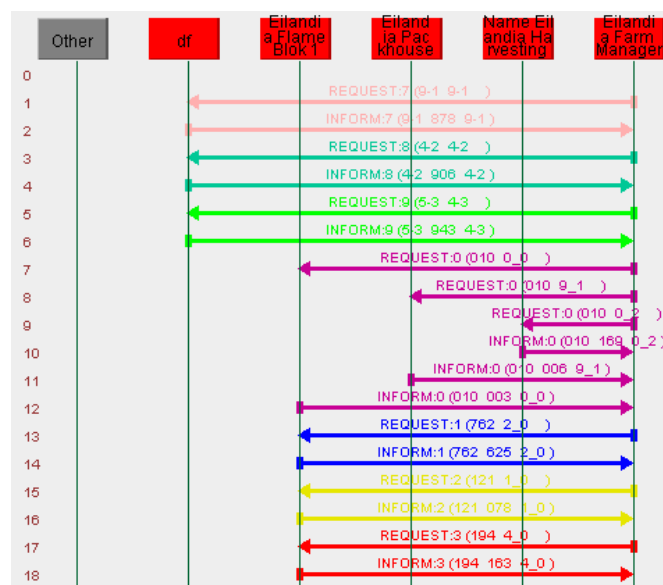 Other
df
Eilandi
a Flame
Blok 1
Eiland
ia Pac
khouse
Name Eil
andia Ha
rvesting
Eilandi
a Farm
Manager
0
1 REQUEST:7 (9-1 9-1 )
2 INFORM:7 (9-1 878 9-1)
3 REQUEST:8 (4-2 4-2 )
4 INFORM:8 (4-2 906 4-2)
5 REQUEST:9 (5-3 4-3 )
6 INFORM:9 (5-3 943 4-3)
7 REQUEST:0 (010 0_0 )
8 REQUEST:0 (010 9_1 )
9 REQUEST:0 (010 0_2 )
10 INFORM:0 (010 169 0_2)
11 INFORM:0 (010 006 9_1)
12 INFORM:0 (010 003 0_0)
13 REQUEST:1 (762 2_0 )
14 INFORM:1 (762 625 2_0)
15 REQUEST:2 (121 1_0 )
16 INFORM:2 (121 078 1_0)
17 REQUEST:3 (194 4_0 )
18 INFORM:3 (194 163 4_0)